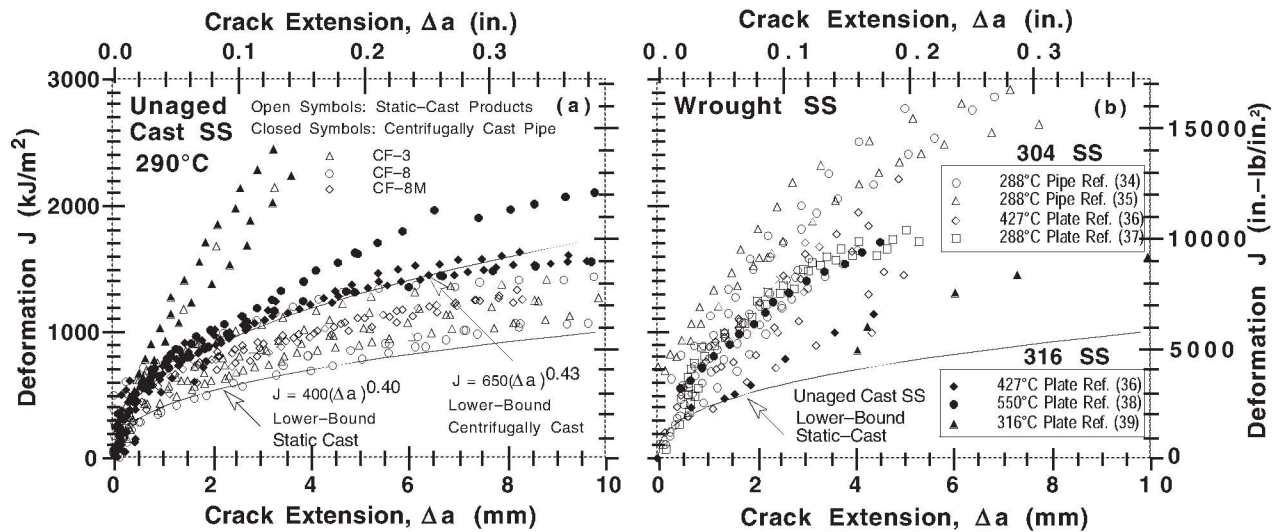 Crack Extension, Δa (in.)
0.0 0.1 0.2 0.3
3000
2000
1000
0
Deformation J (kJ/m²)
Unaged
Cast SS
290°C
(a)
Open Symbols: Static-Cast Products
Closed Symbols: Centrifugally Cast Pipe
CF-3
CF-8
CF-8M
J = 400(Δa)^0.40
Lower-Bound
Static Cast
J = 650(Δa)^0.43
Lower-Bound
Centrifugally Cast
0 2 4 6 8 10
Crack Extension, Δa (mm)
Crack Extension, Δa (in.)
0.0 0.1 0.2 0.3
Wrought SS
(b)
304 SS
288°C Pipe Ref. (34)
288°C Pipe Ref. (35)
427°C Plate Ref. (36)
288°C Plate Ref. (37)
316 SS
427°C Plate Ref. (36)
550°C Plate Ref. (38)
316°C Plate Ref. (39)
Unaged Cast SS
Lower-Bound
Static-Cast
15000
10000
5000
0
Deformation J (in.-lb/in.²)
0 2 4 6 8 10
Crack Extension, Δa (mm)